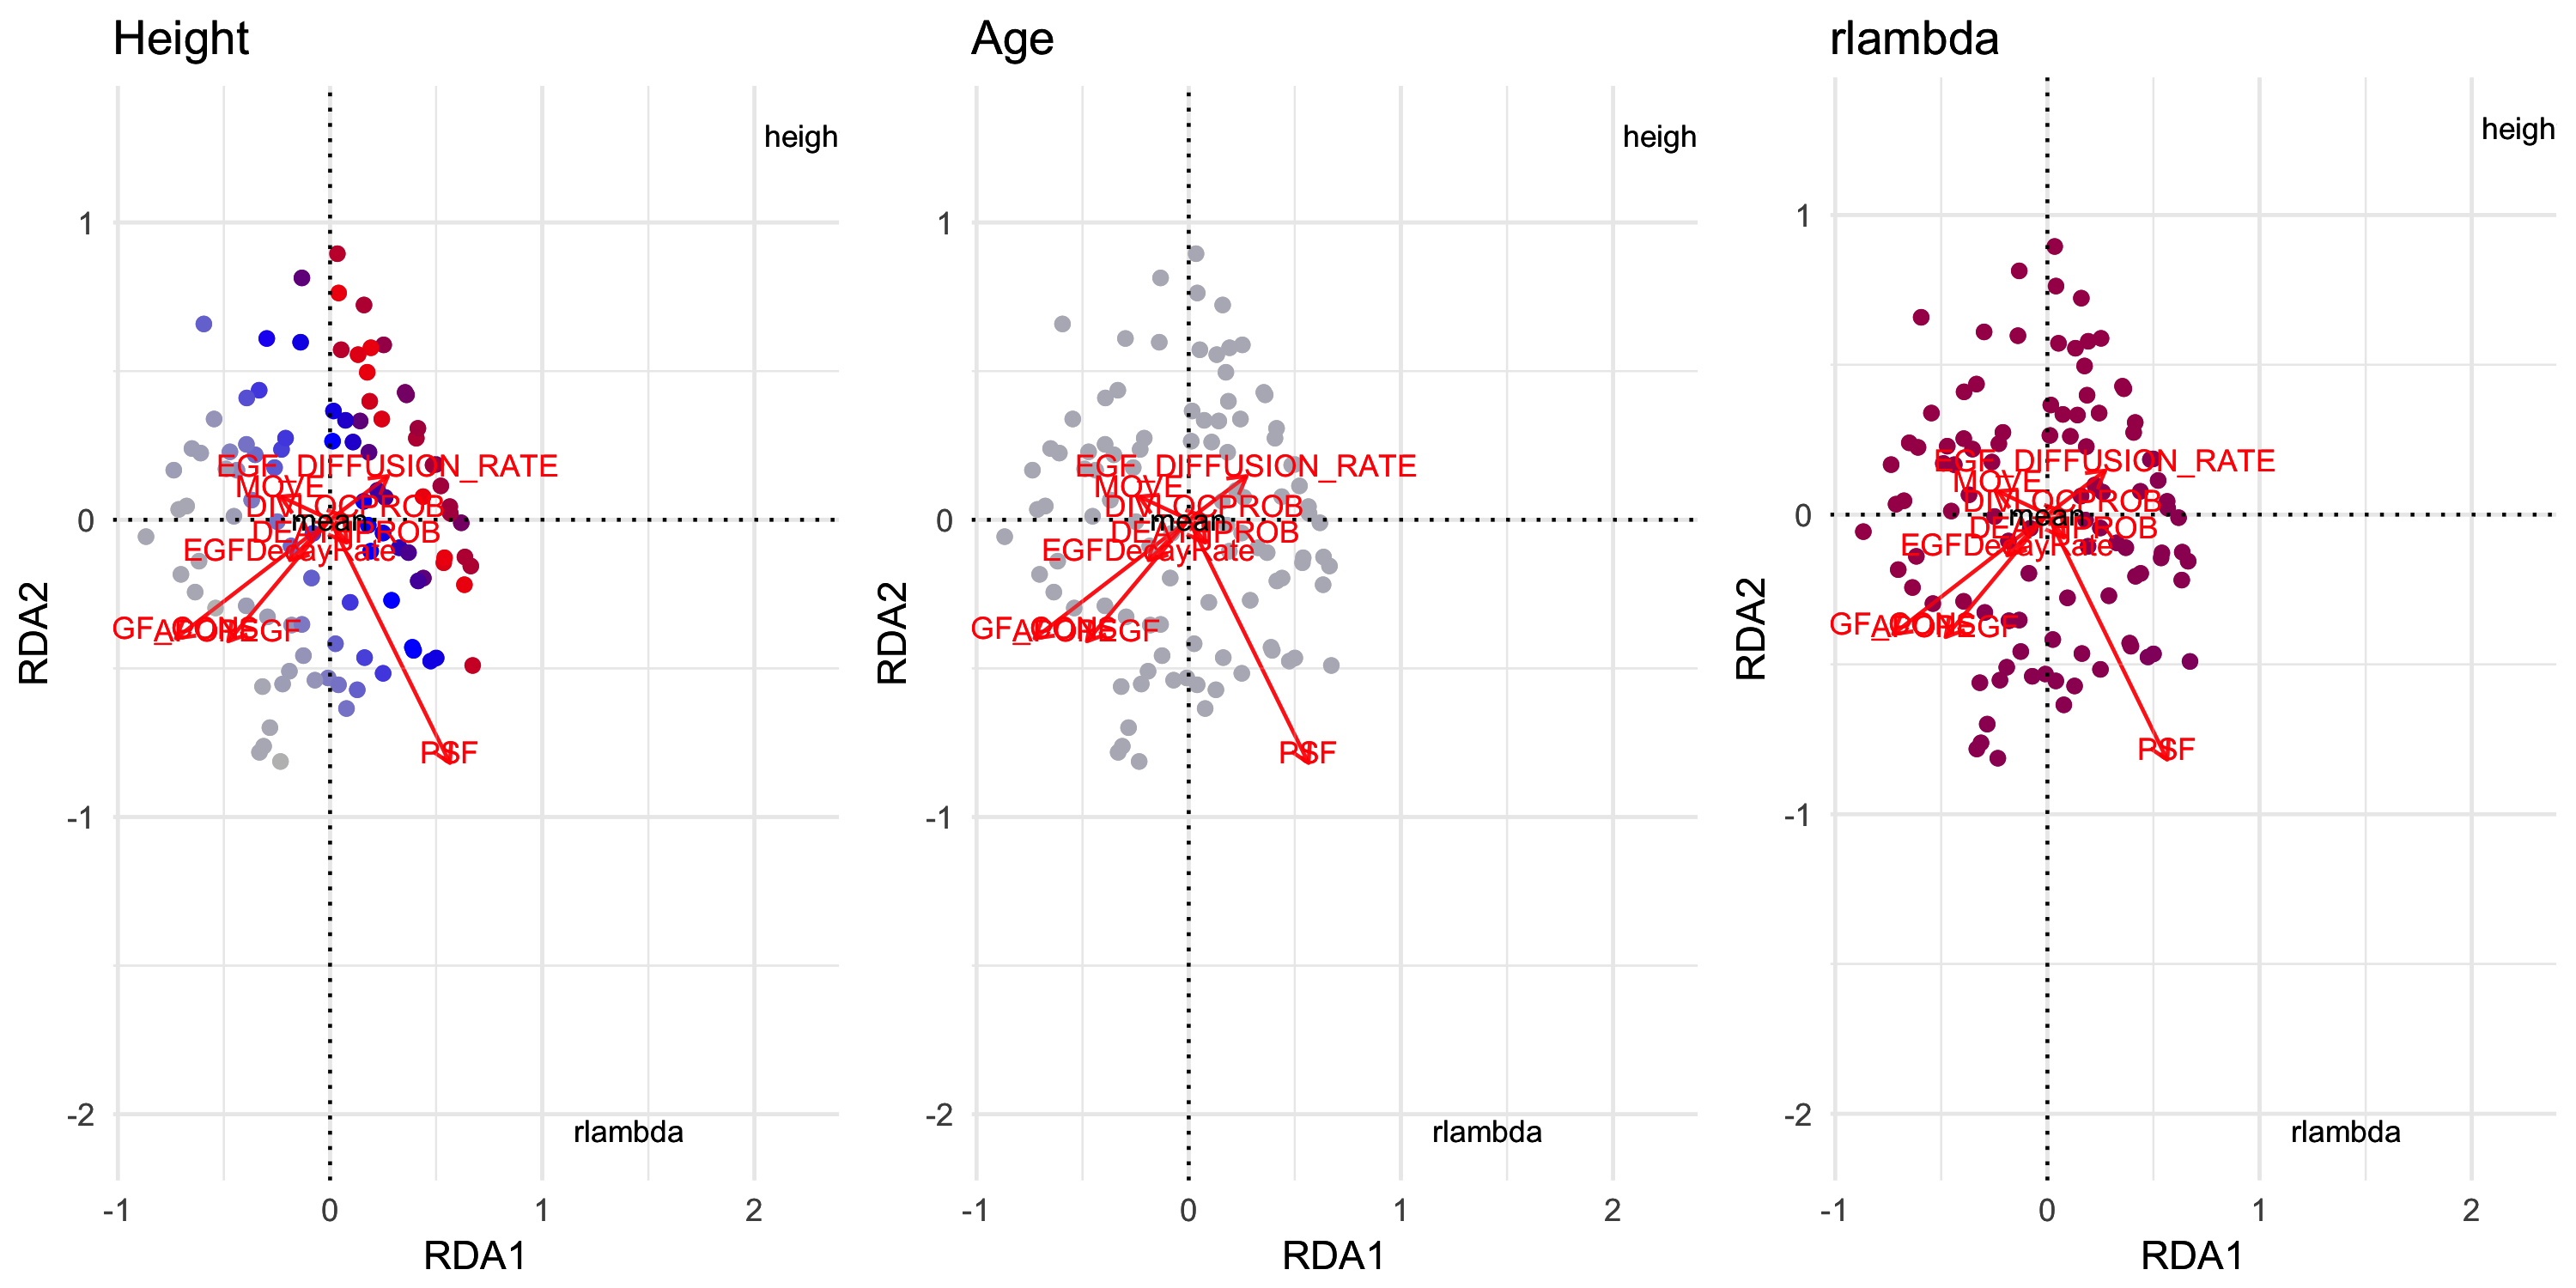 Height
heigh
1
0
-1
-2
RDA2
EGF_DIFFUSION_RATE
MOVE
mean
EGFDecayRate
PSF
rlambda
-1
0
1
2
RDA1
Age
heigh
1
0
-1
-2
RDA2
EGF_DIFFUSION_RATE
MOVE
mean
EGFDecayRate
PSF
rlambda
-1
0
1
2
RDA1
rlambda
heigh
1
0
-1
-2
RDA2
EGF_DIFFUSION_RATE
MOVE
mean
EGFDecayRate
PSF
rlambda
-1
0
1
2
RDA1